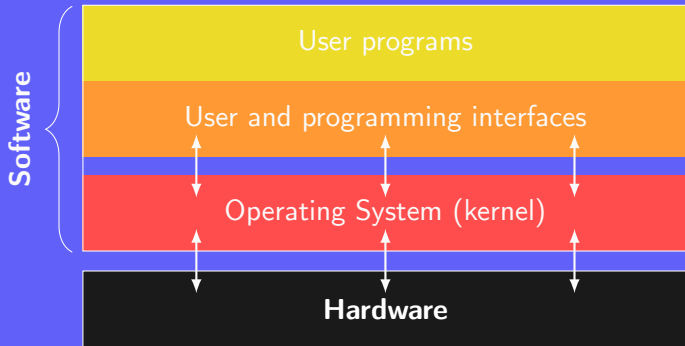 Software
User programs
User and programming interfaces
Operating System (kernel)
Hardware